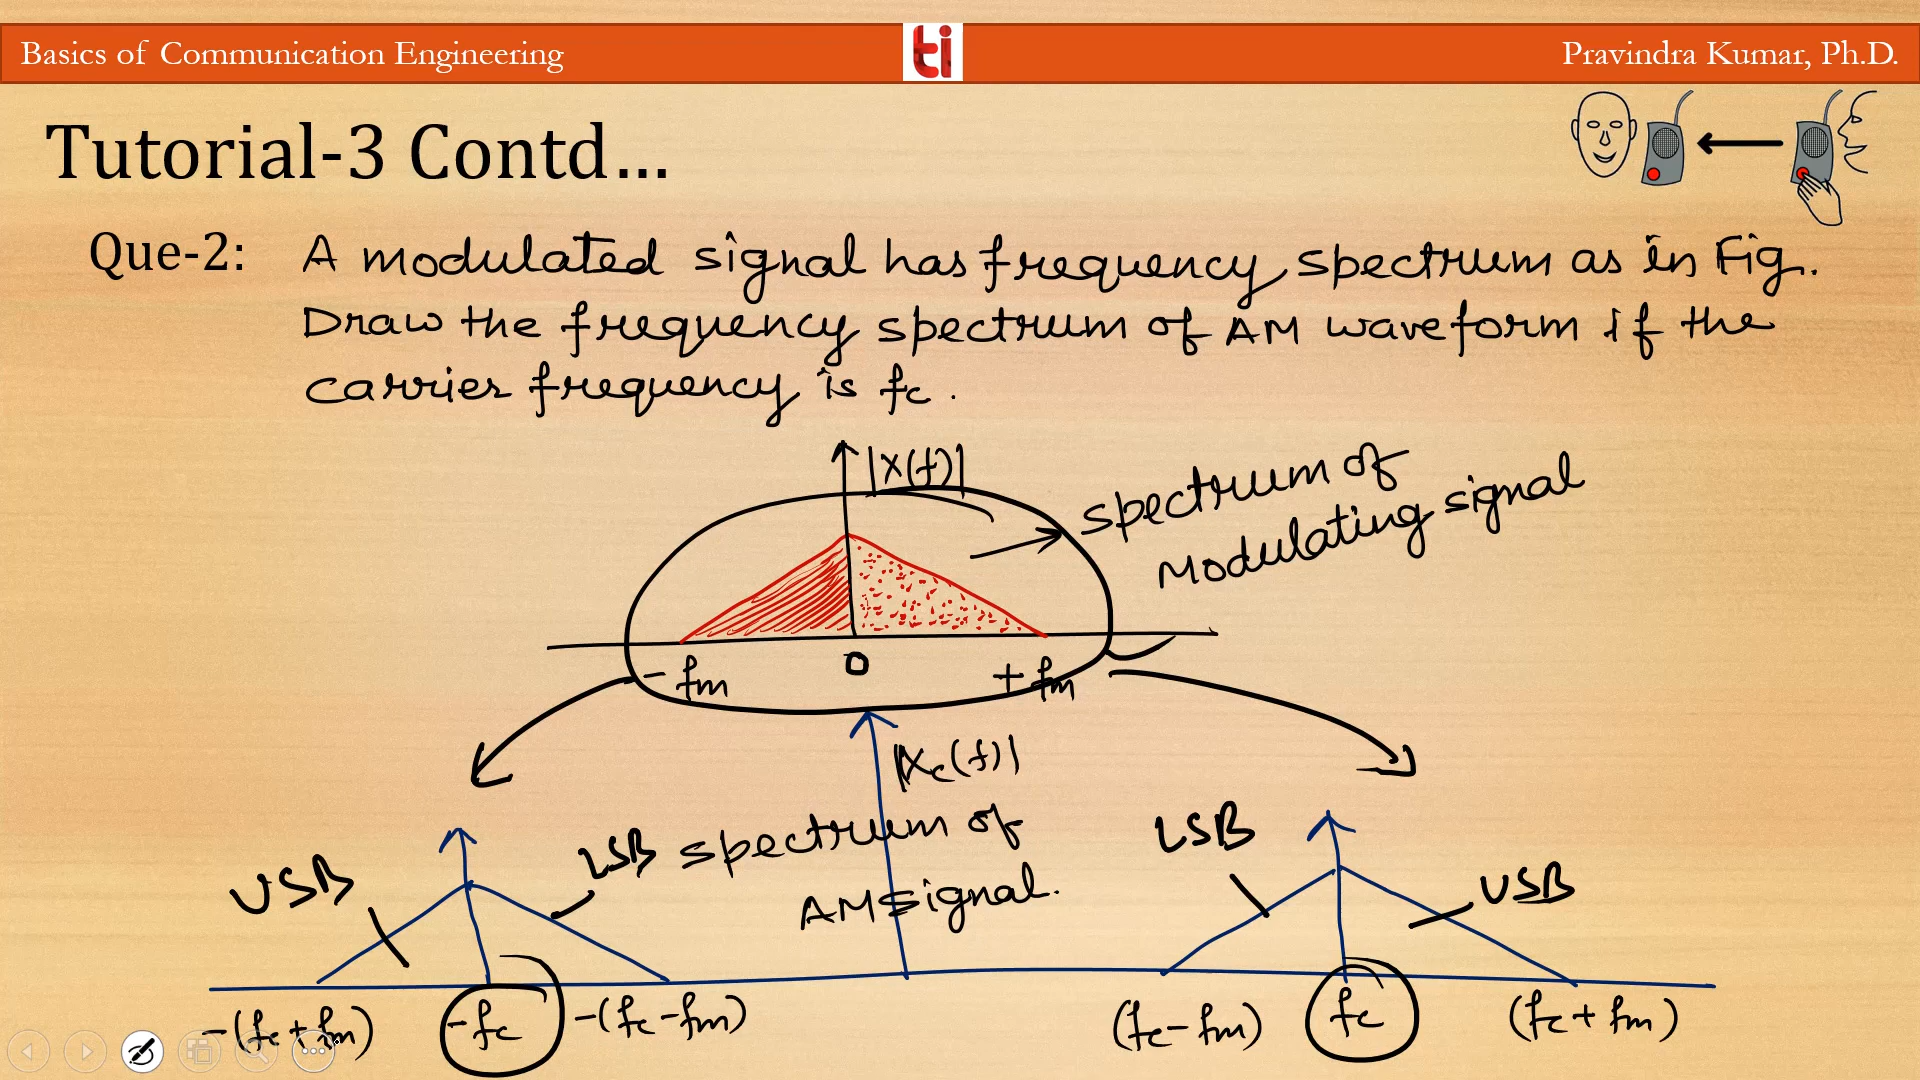 Basics of Communication Engineering
ti
Pravindra Kumar, Ph.D.
Tutorial-3 Contd...
Que-2: A modulated signal has frequency spectrum as in Fig.
Draw the frequency spectrum of AM waveform if the
carrier frequency is fc.
|X(f)|
spectrum of
modulating signal
-fm 0 +fm
|Xc(f)|
spectrum of
AM signal.
USB LSB
LSB USB
-(fc+fm) -fc -(fc-fm)
(fc-fm) fc (fc+fm)